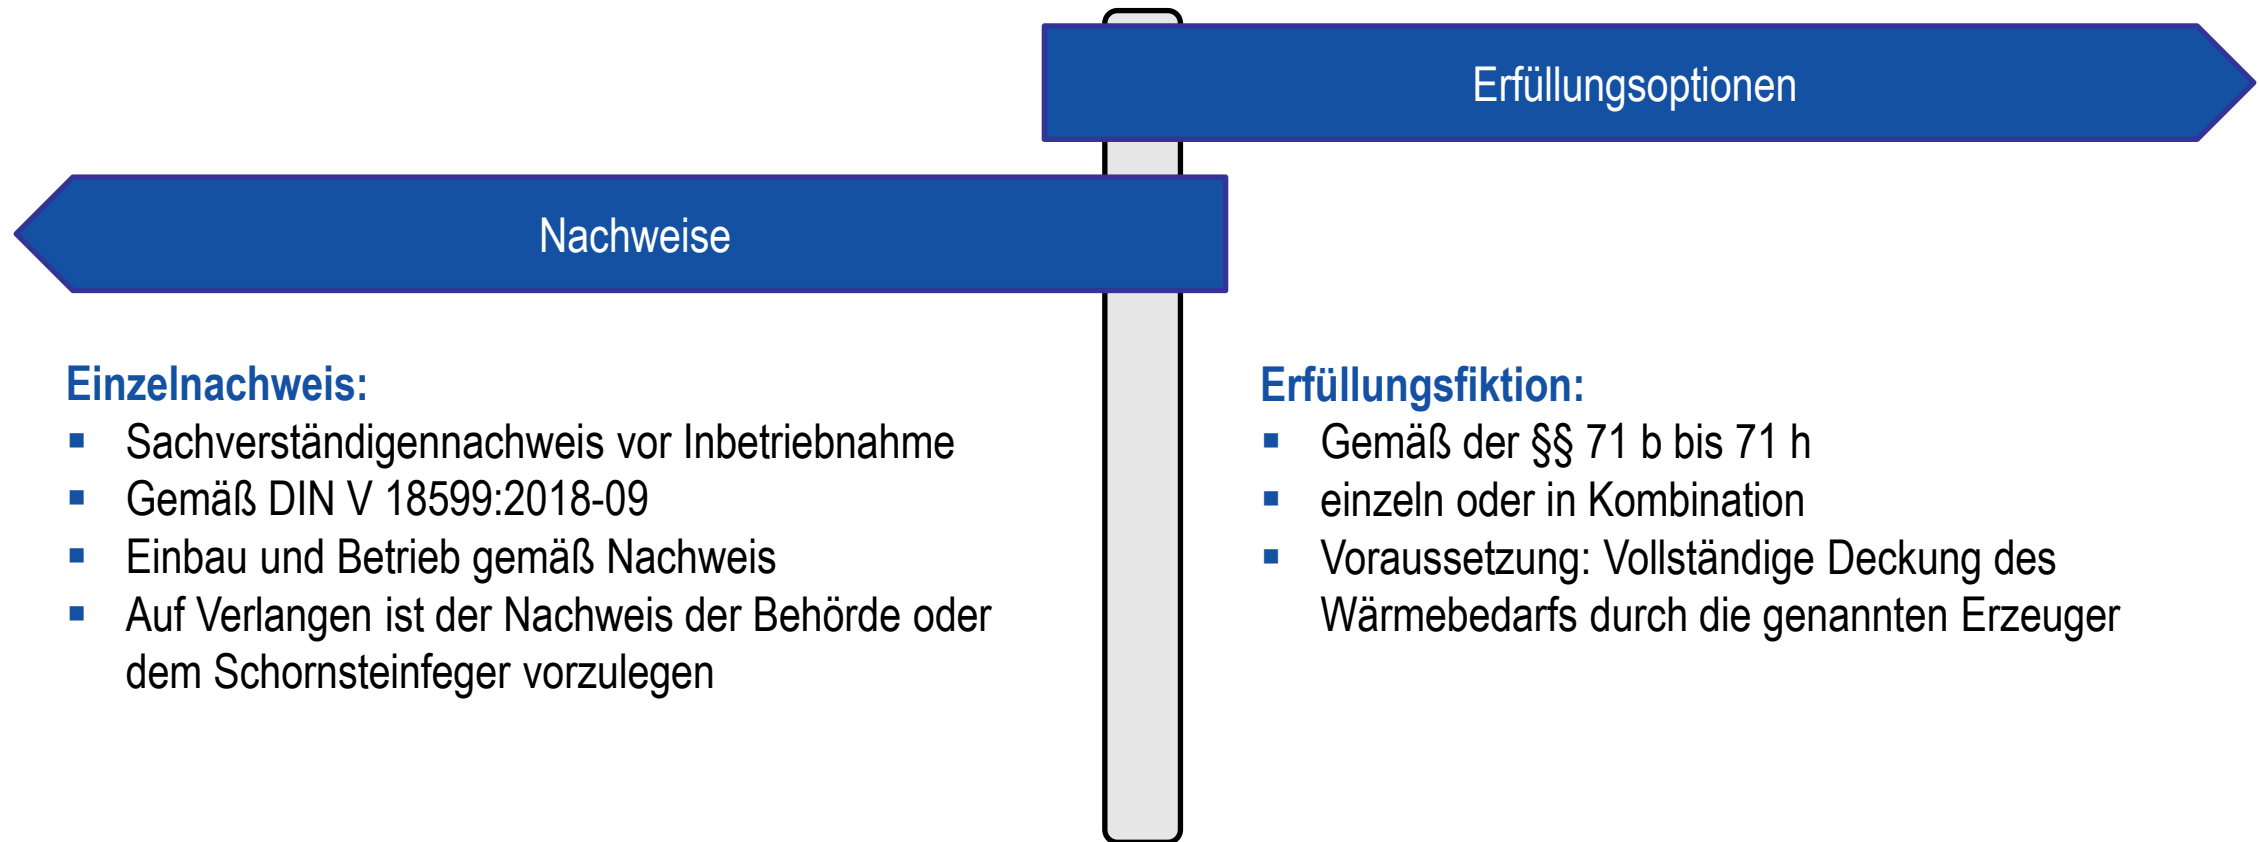 Erfüllungsoptionen
Nachweise
Einzelnachweis:
▪ Sachverständigennachweis vor Inbetriebnahme
▪ Gemäß DIN V 18599:2018-09
▪ Einbau und Betrieb gemäß Nachweis
▪ Auf Verlangen ist der Nachweis der Behörde oder
dem Schornsteinfeger vorzulegen
Erfüllungsfiktion:
▪ Gemäß der §§ 71 b bis 71 h
▪ einzeln oder in Kombination
▪ Voraussetzung: Vollständige Deckung des
Wärmebedarfs durch die genannten Erzeuger